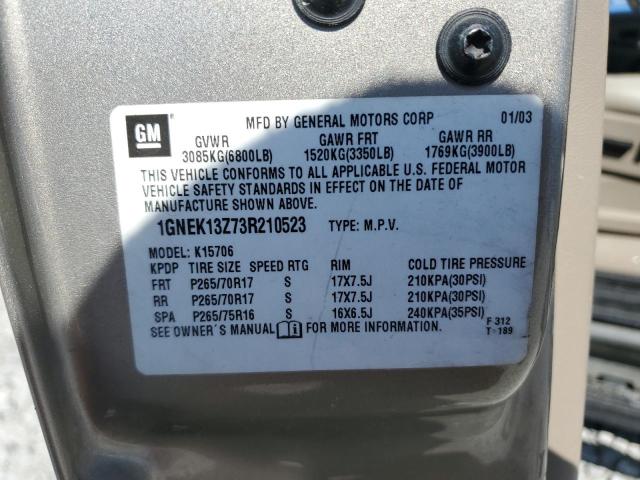 GM
MFD BY GENERAL MOTORS CORP 01/03
GVWR GAWR FRT GAWR RR
3085KG(6800LB) 1520KG(3350LB) 1769KG(3900LB)
THIS VEHICLE CONFORMS TO ALL APPLICABLE U.S. FEDERAL MOTOR
VEHICLE SAFETY STANDARDS IN EFFECT ON THE DATE OF
MANUFACTURE SHOWN ABOVE.
1GNEK13Z73R210523 TYPE: M.P.V.
MODEL: K15706
KPDP TIRE SIZE SPEED RTG RIM COLD TIRE PRESSURE
FRT P265/70R17 S 17X7.5J 210KPA(30PSI)
RR P265/70R17 S 17X7.5J 210KPA(30PSI)
SPA P265/75R16 S 16X6.5J 240KPA(35PSI)
SEE OWNER'S MANUAL FOR MORE INFORMATION. F 312
T 189